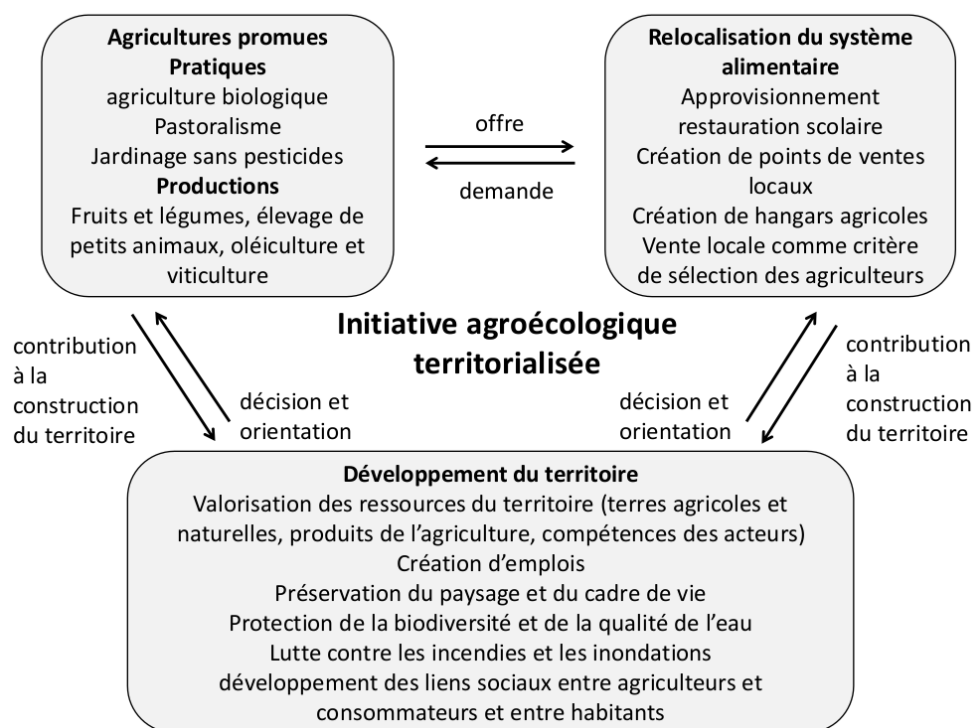 Agricultures promues
Pratiques
agriculture biologique
Pastoralisme
Jardinage sans pesticides
Productions
Fruits et légumes, élevage de
petits animaux, oléiculture et
viticulture
offre
demande
Relocalisation du système
alimentaire
Approvisionnement
restauration scolaire
Création de points de ventes
locaux
Création de hangars agricoles
Vente locale comme critère
de sélection des agriculteurs
Initiative agroécologique
territorialisée
contribution
à la
construction
du territoire
décision et
orientation
décision et
orientation
contribution
à la
construction
du territoire
Développement du territoire
Valorisation des ressources du territoire (terres agricoles et
naturelles, produits de l’agriculture, compétences des acteurs)
Création d’emplois
Préservation du paysage et du cadre de vie
Protection de la biodiversité et de la qualité de l’eau
Lutte contre les incendies et les inondations
développement des liens sociaux entre agriculteurs et
consommateurs et entre habitants